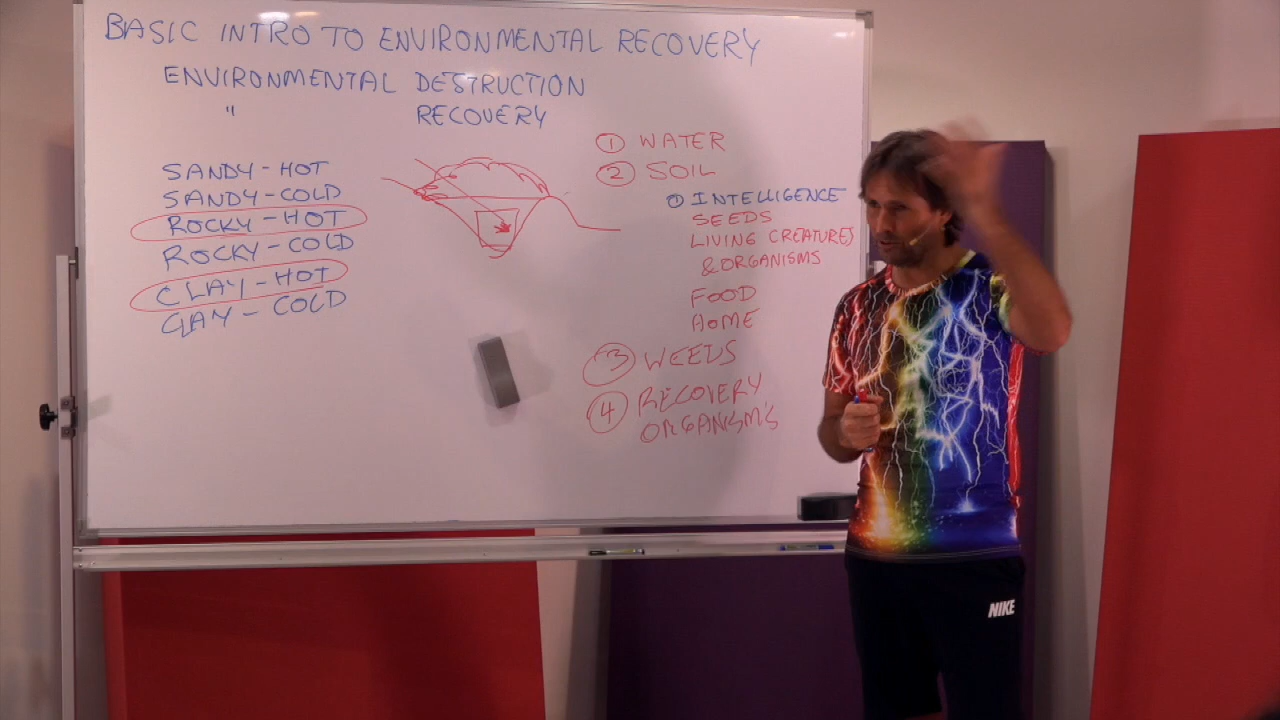 BASIC INTRO TO ENVIRONMENTAL RECOVERY
ENVIRONMENTAL DESTRUCTION
" RECOVERY
SANDY-HOT
SANDY-COLD
ROCKY-HOT
ROCKY-COLD
CLAY-HOT
CLAY-COLD
① WATER
② SOIL
① INTELLIGENCE
SEEDS
LIVING CREATURES
& ORGANISMS
FOOD
HOME
③ WEEDS
④ RECOVERY
ORGANISM'S
NIKE